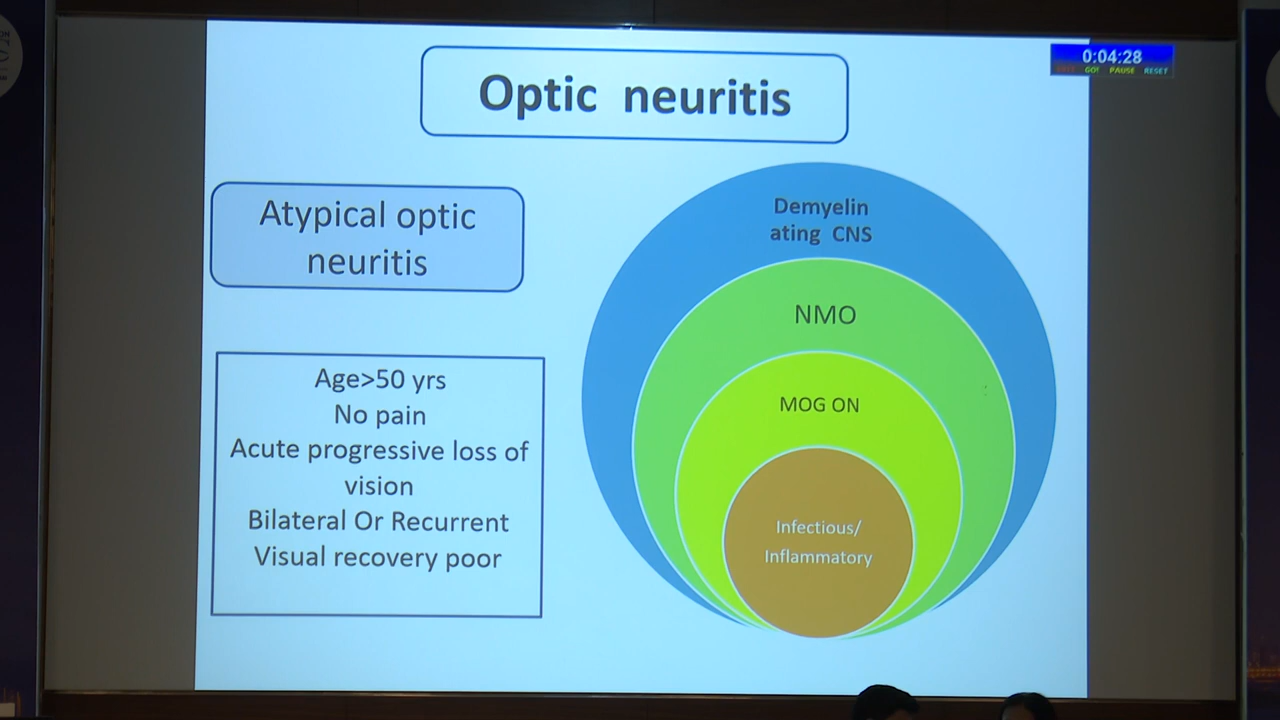 Optic neuritis
0:04:28
GO! PAUSE RESET
Atypical optic
neuritis
Age>50 yrs
No pain
Acute progressive loss of
vision
Bilateral Or Recurrent
Visual recovery poor
Demyelin
ating CNS
NMO
MOG ON
Infectious/
Inflammatory